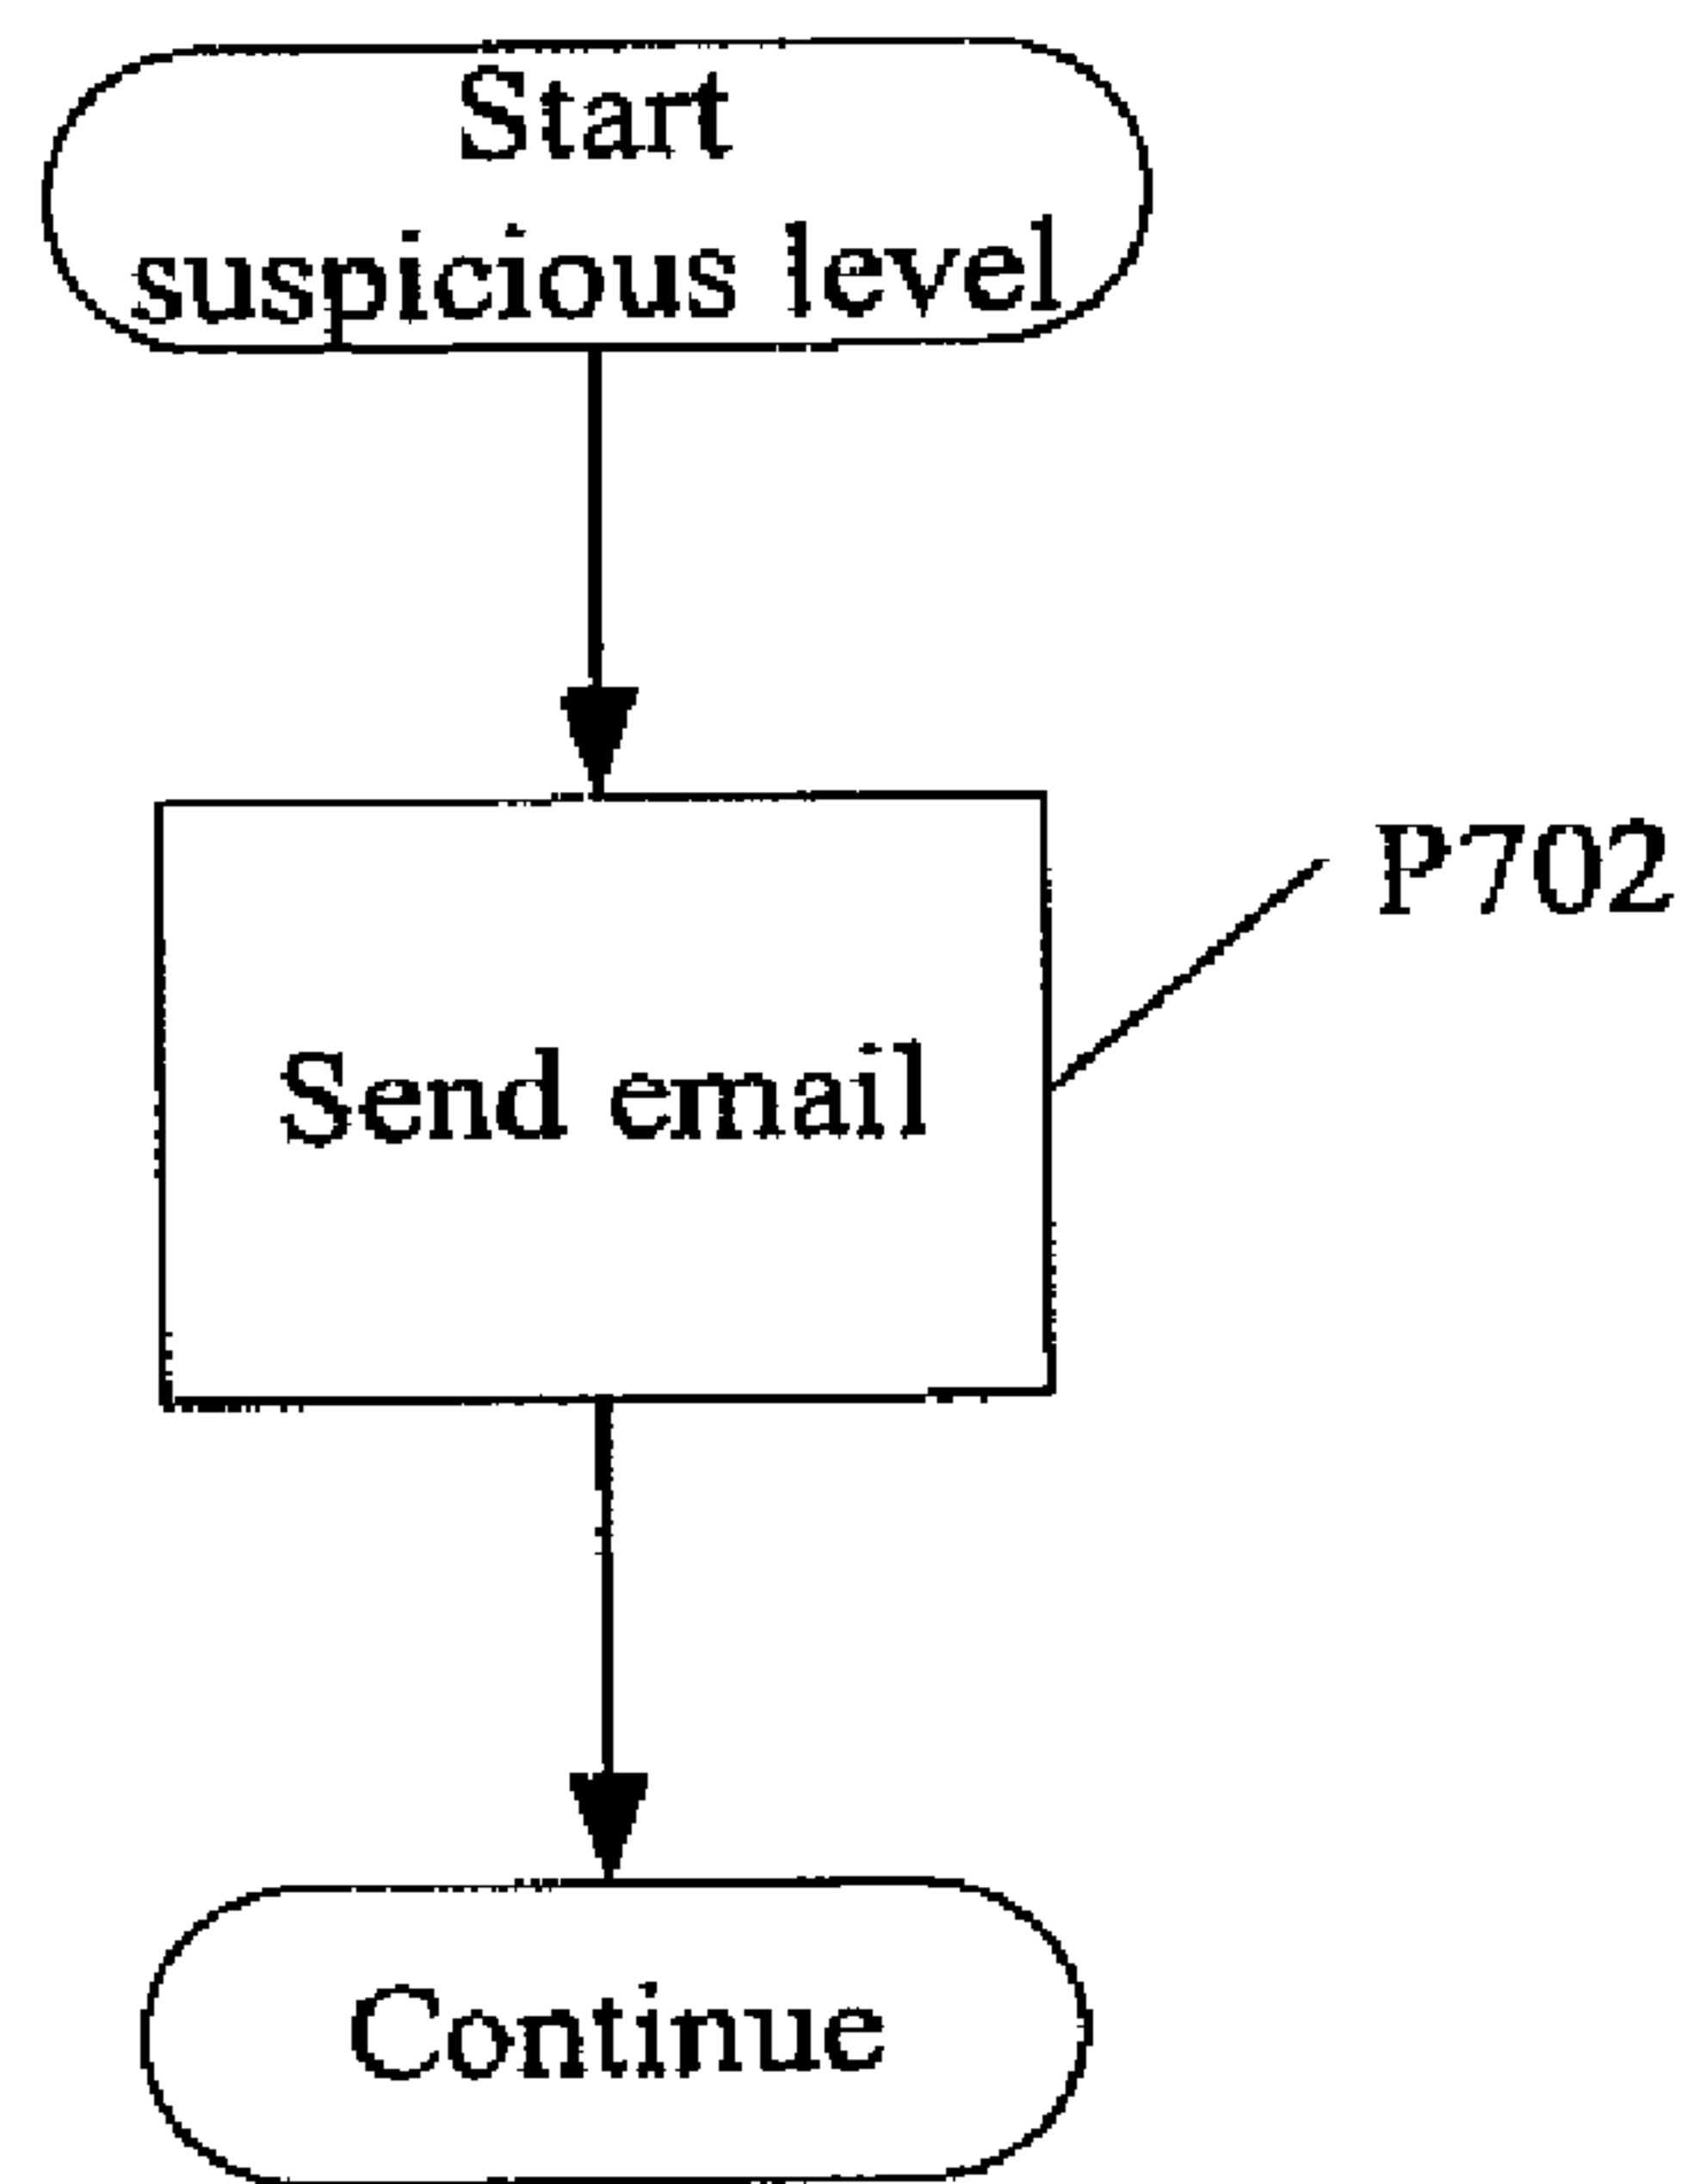 Start
suspicious level
P702
Send email
Continue